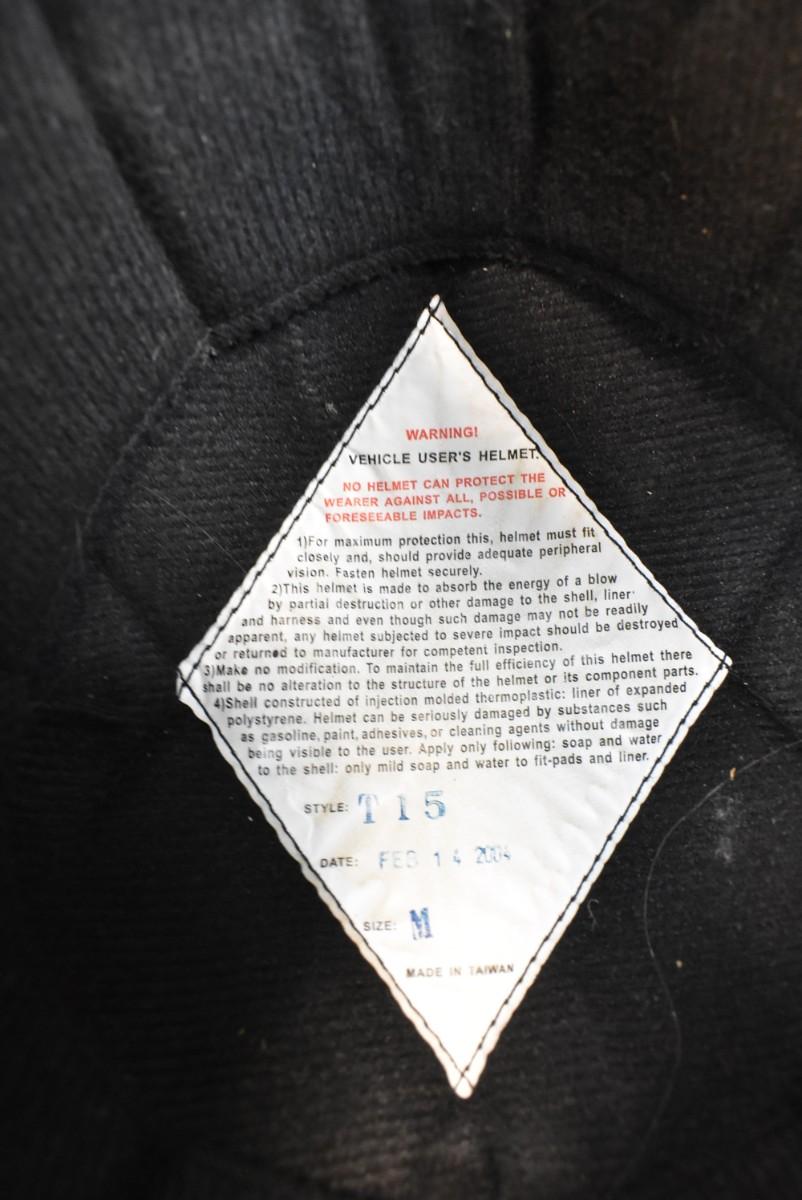 WARNING!
VEHICLE USER'S HELMET.
NO HELMET CAN PROTECT THE
WEARER AGAINST ALL, POSSIBLE OR
FORESEEABLE IMPACTS.
1)For maximum protection this, helmet must fit
closely and, should provide adequate peripheral
vision. Fasten helmet securely.
2)This helmet is made to absorb the energy of a blow
by partial destruction or other damage to the shell, liner
and harness and even though such damage may not be readily
apparent, any helmet subjected to severe impact should be destroyed
or returned to manufacturer for competent inspection.
3)Make no modification. To maintain the full efficiency of this helmet there
shall be no alteration to the structure of the helmet or its component parts.
4)Shell constructed of injection molded thermoplastic: liner of expanded
polystyrene. Helmet can be seriously damaged by substances such
as gasoline, paint, adhesives, or cleaning agents without damage
being visible to the user. Apply only following: soap and water
to the shell: only mild soap and water to fit-pads and liner.
STYLE: T15
DATE: FEB 14 2004
SIZE: M
MADE IN TAIWAN